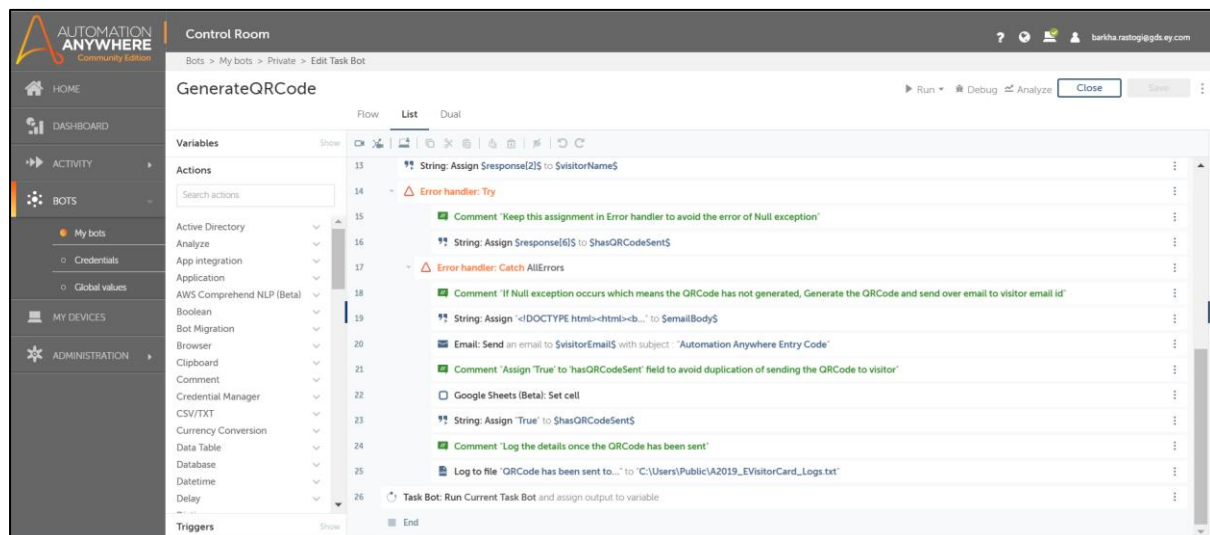 AUTOMATION
ANYWHERE
Community Edition
Control Room
? barkha.rastogi@gds.ey.com
Bots > My bots > Private > Edit Task Bot
HOME
DASHBOARD
ACTIVITY
BOTS
My bots
Credentials
Global values
MY DEVICES
ADMINISTRATION
GenerateQRCode
Run Debug Analyze Close Save
Flow List Dual
Variables Show
Actions
Search actions
Active Directory
Analyze
App integration
Application
AWS Comprehend NLP (Beta)
Boolean
Bot Migration
Browser
Clipboard
Comment
Credential Manager
CSV/TXT
Currency Conversion
Data Table
Database
Datetime
Delay
Triggers Show
13 String: Assign $response[2]$ to $visitorName$
14 Error handler: Try
15 Comment "Keep this assignment in Error handler to avoid the error of Null exception"
16 String: Assign $response[6]$ to $hasQRCodeSent$
17 Error handler: Catch AllErrors
18 Comment "If Null exception occurs which means the QRCode has not generated, Generate the QRCode and send over email to visitor email id"
19 String: Assign "<!DOCTYPE html><html><b..." to $emailBody$
20 Email: Send an email to $visitorEmail$ with subject : "Automation Anywhere Entry Code"
21 Comment "Assign 'True' to 'hasQRCodeSent' field to avoid duplication of sending the QRCode to visitor"
22 Google Sheets (Beta): Set cell
23 String: Assign "True" to $hasQRCodeSent$
24 Comment "Log the details once the QRCode has been sent"
25 Log to file "QRCode has been sent to..." to "C:\Users\Public\A2019_EVisitorCard_Logs.txt"
26 Task Bot: Run Current Task Bot and assign output to variable
End